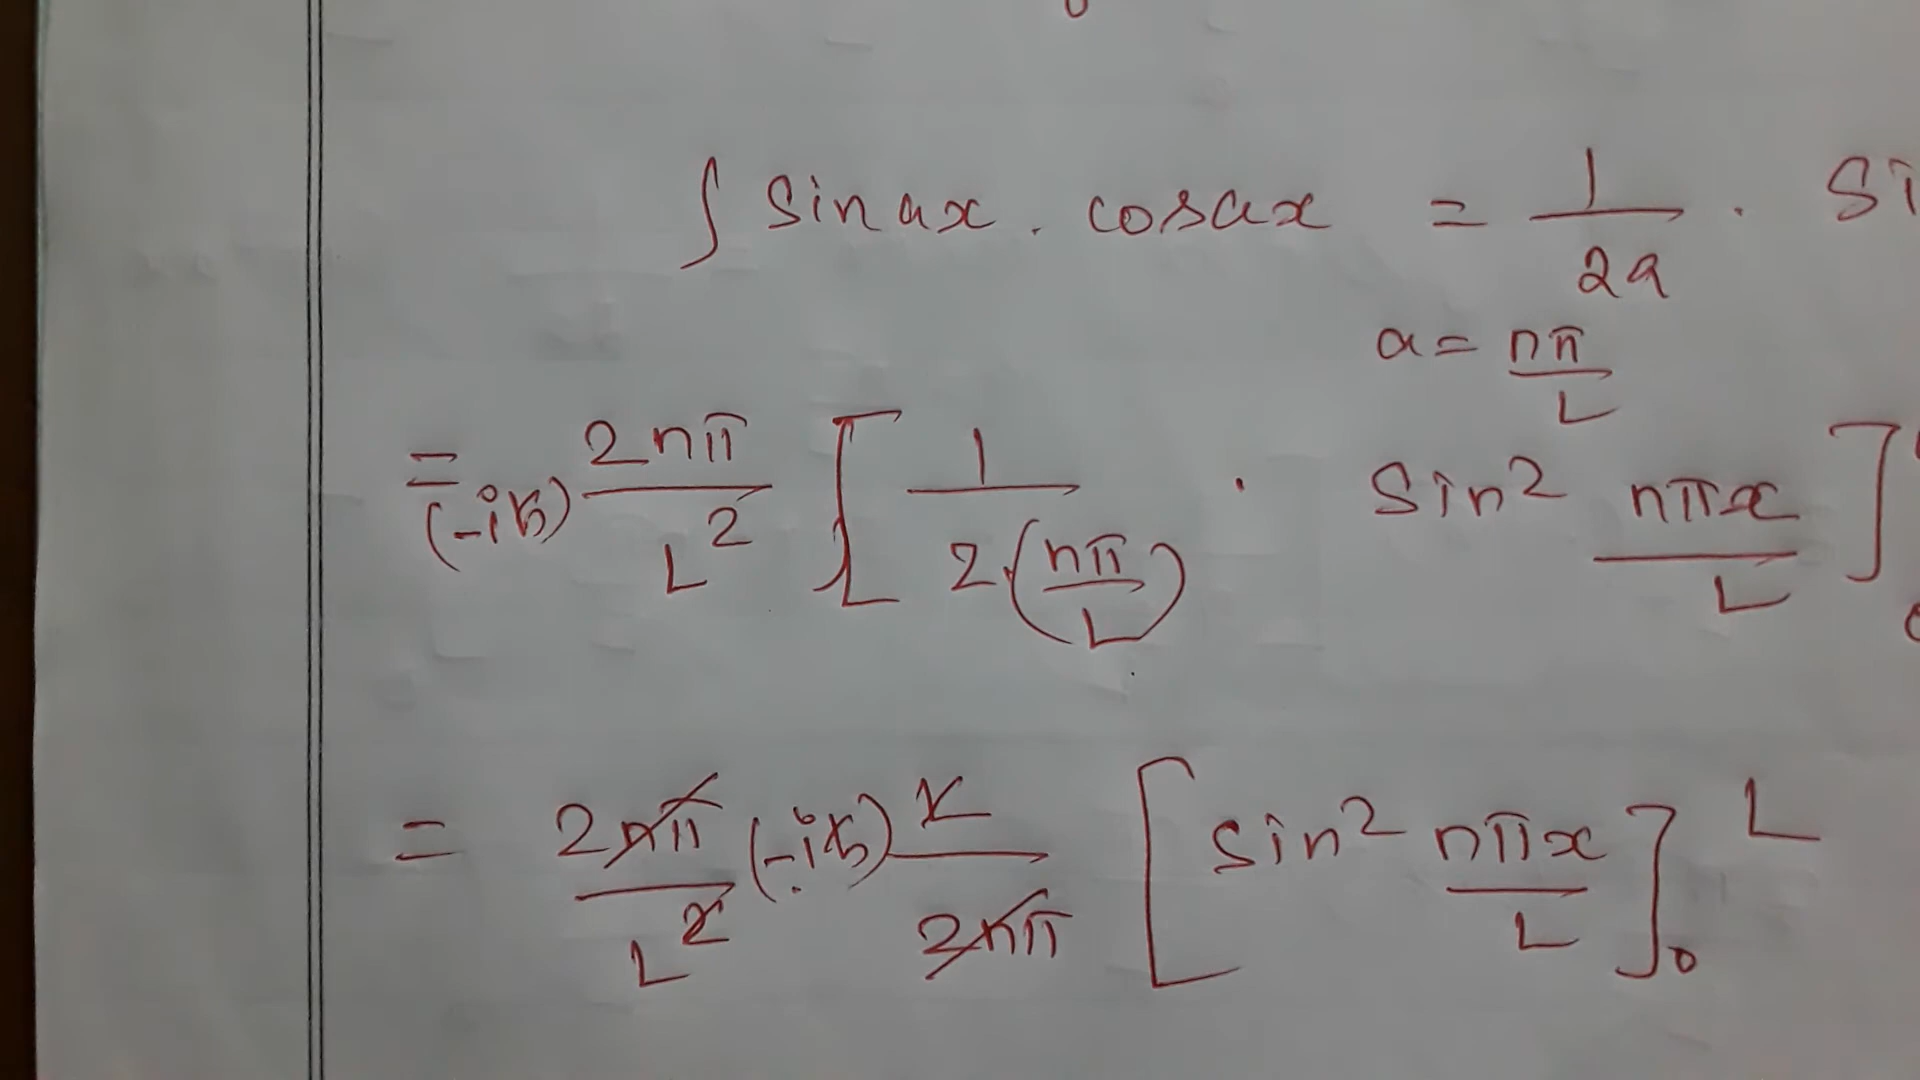 ∫ sin ax . cos ax = 1/2a . Si
a = nπ/L
= (-iħ) 2nπ/L² [ 1/2(nπ/L) . Sin² nπx/L ]
= 2nπ/L² (-iħ) L/2nπ [ sin² nπx/L ]₀ᴸ